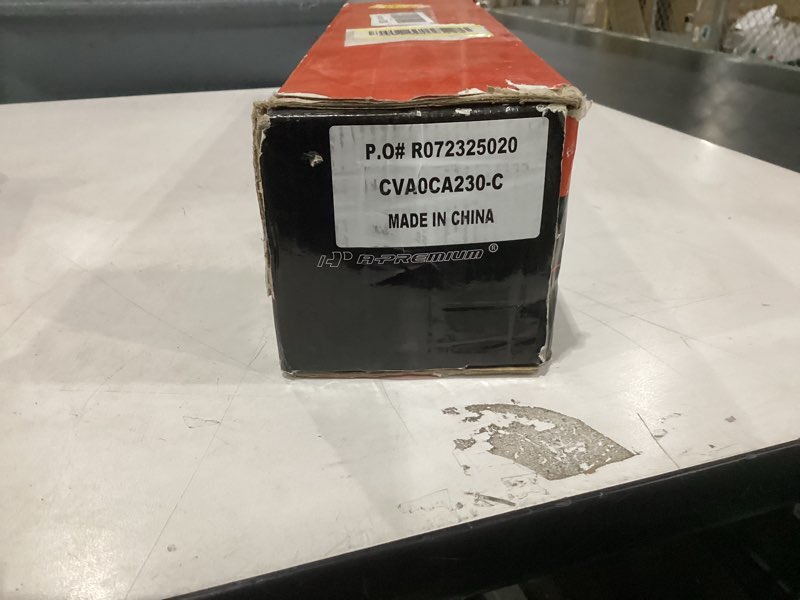 P.O# R072325020
CVA0CA230-C
MADE IN CHINA
A-PREMIUM®